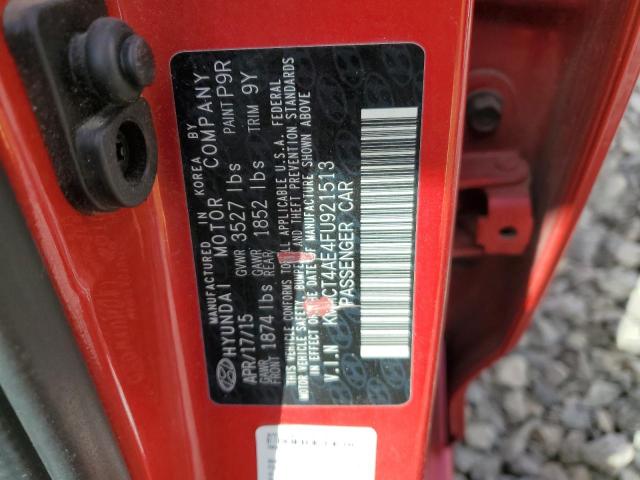 MANUFACTURED IN KOREA BY
HYUNDAI MOTOR COMPANY
APR/17/15 GVWR 3527 lbs PAINT P9R
GAWR FRONT 1874 lbs GAWR REAR 1852 lbs TRIM 9Y
THIS VEHICLE CONFORMS TO ALL APPLICABLE U.S.A. FEDERAL
MOTOR VEHICLE SAFETY, BUMPER, AND THEFT PREVENTION STANDARDS
IN EFFECT ON THE DATE OF MANUFACTURE SHOWN ABOVE
V.I.N CT4AE4FU921513
PASSENGER CAR